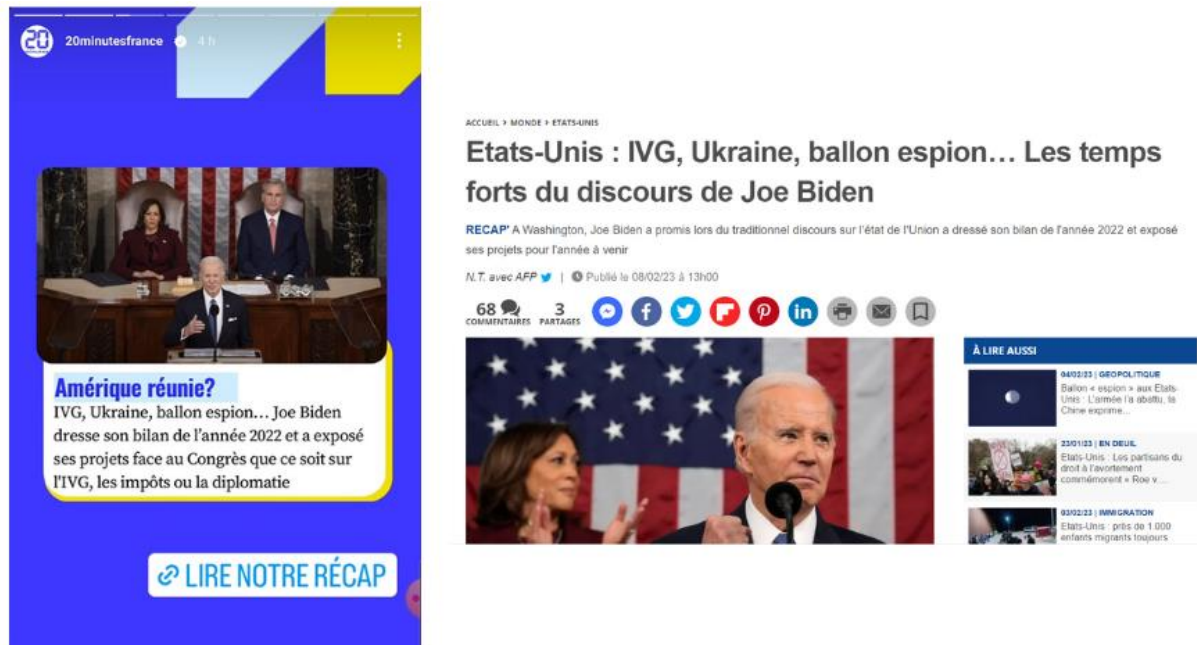 20
20minutesfrance 4 h
Amérique réunie?
IVG, Ukraine, ballon espion… Joe Biden
dresse son bilan de l'année 2022 et a exposé
ses projets face au Congrès que ce soit sur
l'IVG, les impôts ou la diplomatie
LIRE NOTRE RÉCAP
ACCUEIL > MONDE > ETATS-UNIS
Etats-Unis : IVG, Ukraine, ballon espion… Les temps
forts du discours de Joe Biden
RECAP' A Washington, Joe Biden a promis lors du traditionnel discours sur l'état de l'Union a dressé son bilan de l'année 2022 et exposé
ses projets pour l'année à venir
N.T. avec AFP | Publié le 08/02/23 à 13h00
68 3
COMMENTAIRES PARTAGES
À LIRE AUSSI
04/02/23 | GEOPOLITIQUE
Ballon « espion » aux Etats-
Unis : L'armée l'a abattu, la
Chine exprime...
23/01/23 | EN DEUIL
Etats-Unis : Les partisans du
droit à l'avortement
commémorent « Roe v....
03/02/23 | IMMIGRATION
Etats-Unis : près de 1.000
enfants migrants toujours